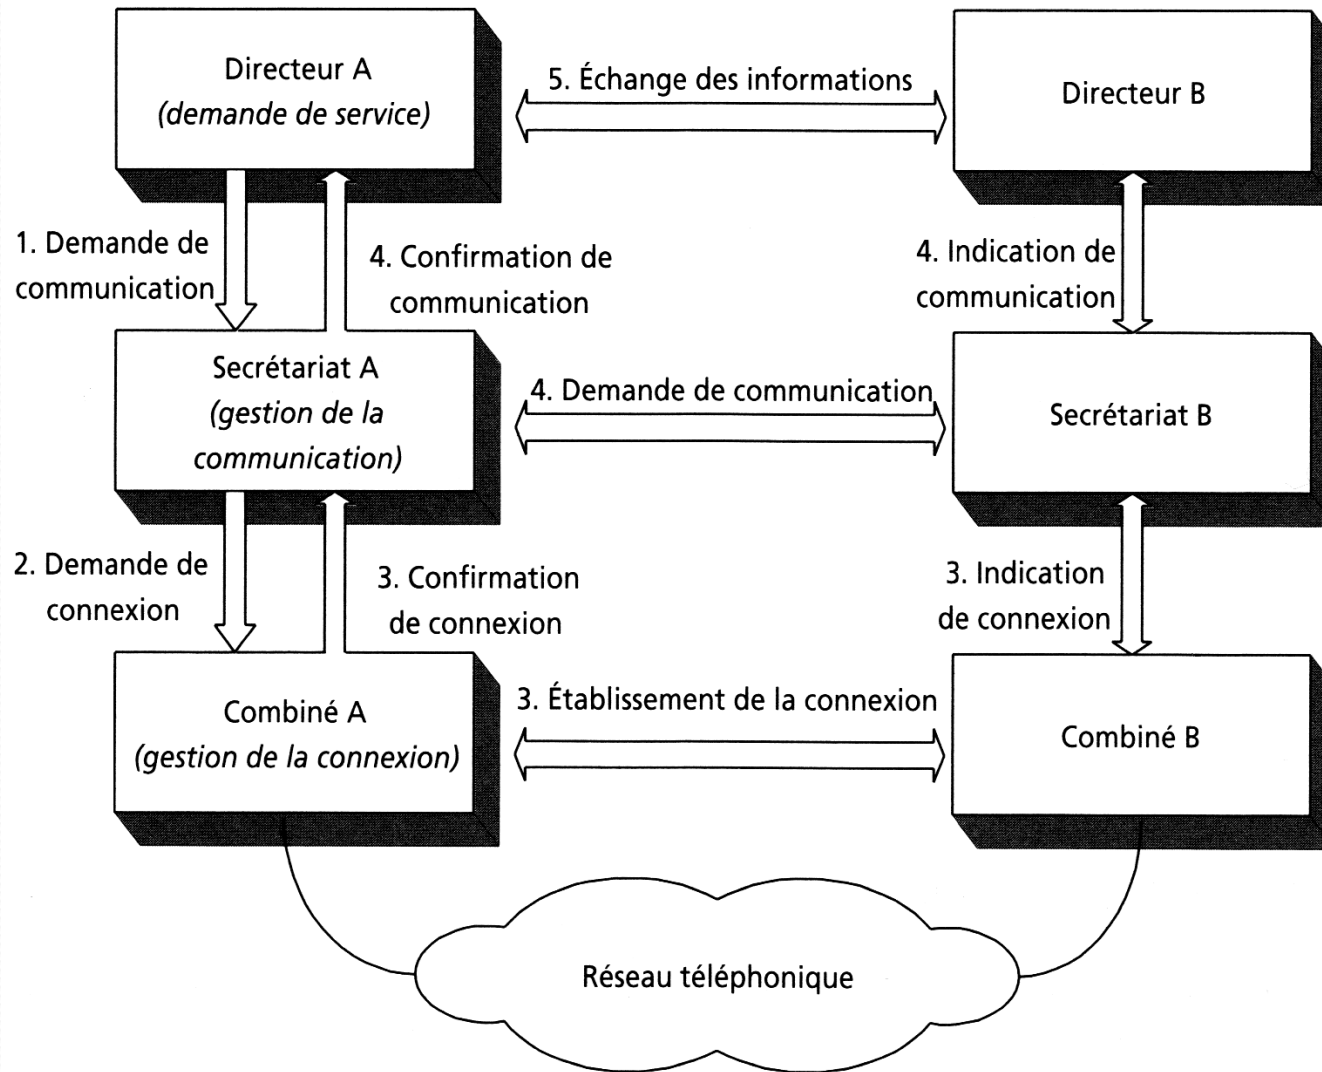 Directeur A
(demande de service)
5. Échange des informations
Directeur B
1. Demande de
communication
4. Confirmation de
communication
4. Indication de
communication
Secrétariat A
(gestion de la
communication)
4. Demande de communication
Secrétariat B
2. Demande de
connexion
3. Confirmation
de connexion
3. Indication
de connexion
Combiné A
(gestion de la connexion)
3. Établissement de la connexion
Combiné B
Réseau téléphonique